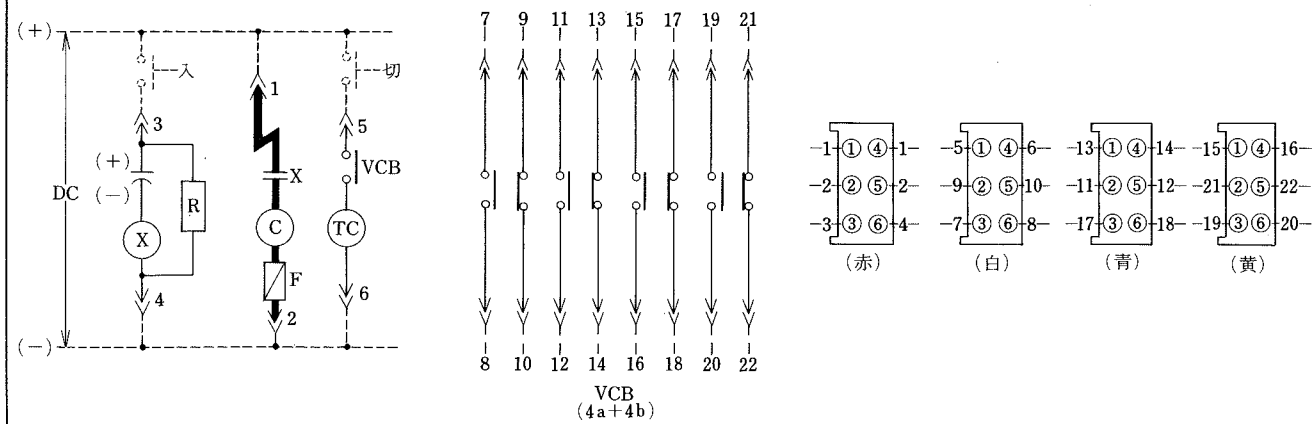 (+)
入
切
1
3
5
(+)
(−)
DC
R
X
VCB
X
C
TC
F
4
2
6
(−)
7 9 11 13 15 17 19 21
8 10 12 14 16 18 20 22
VCB
(4a+4b)
1 ① ④ 1
2 ② ⑤ 2
3 ③ ⑥ 4
(赤)
5 ① ④ 6
9 ② ⑤ 10
7 ③ ⑥ 8
(白)
13 ① ④ 14
11 ② ⑤ 12
17 ③ ⑥ 18
(青)
15 ① ④ 16
21 ② ⑤ 22
19 ③ ⑥ 20
(黄)